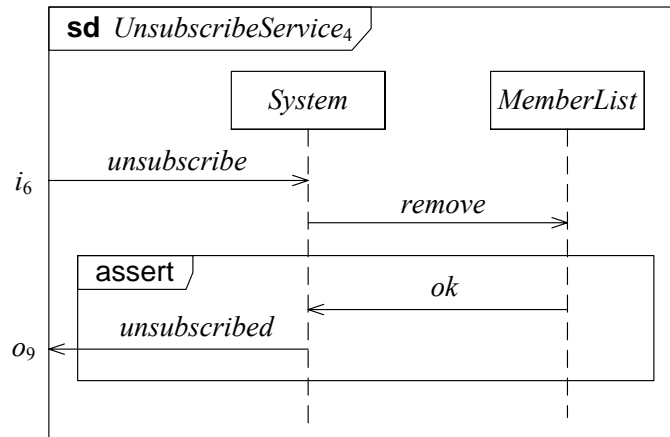 sd UnsubscribeService₄
System
MemberList
i₆
unsubscribe
remove
assert
ok
unsubscribed
o₉